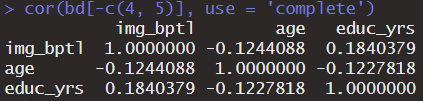 > cor(bd[-c(4, 5)], use = 'complete')
img_bptl age educ_yrs
img_bptl 1.0000000 -0.1244088 0.1840379
age -0.1244088 1.0000000 -0.1227818
educ_yrs 0.1840379 -0.1227818 1.0000000